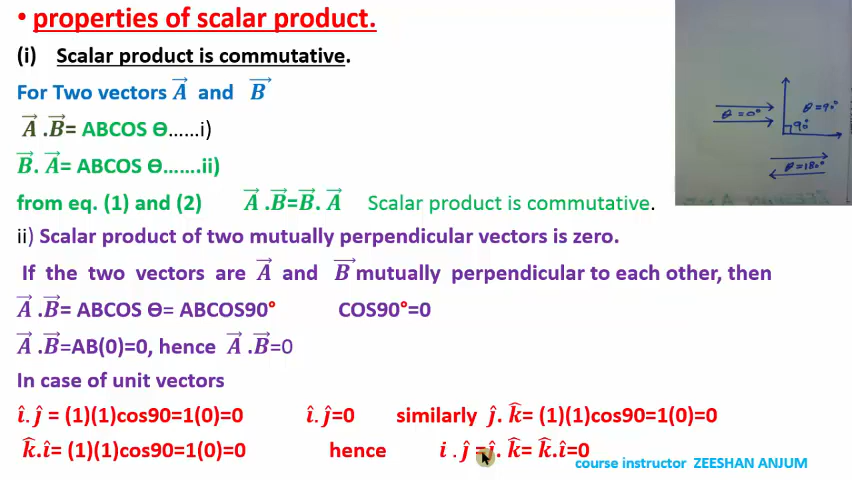 • properties of scalar product.
(i) Scalar product is commutative.
For Two vectors A⃗ and B⃗
A⃗ .B⃗= ABCOS Ө......i)
B⃗. A⃗= ABCOS Ө.......ii)
from eq. (1) and (2) A⃗ .B⃗=B⃗. A⃗ Scalar product is commutative.
ii) Scalar product of two mutually perpendicular vectors is zero.
If the two vectors are A⃗ and B⃗ mutually perpendicular to each other, then
A⃗ .B⃗= ABCOS Ө= ABCOS90° COS90°=0
A⃗ .B⃗=AB(0)=0, hence A⃗ .B⃗=0
In case of unit vectors
î.ĵ = (1)(1)cos90=1(0)=0 î.ĵ=0 similarly ĵ. k̂= (1)(1)cos90=1(0)=0
k̂.î= (1)(1)cos90=1(0)=0 hence i .ĵ =ĵ. k̂= k̂.î=0
course instructor ZEESHAN ANJUM
θ=0°
θ=90°
90°
θ=180°